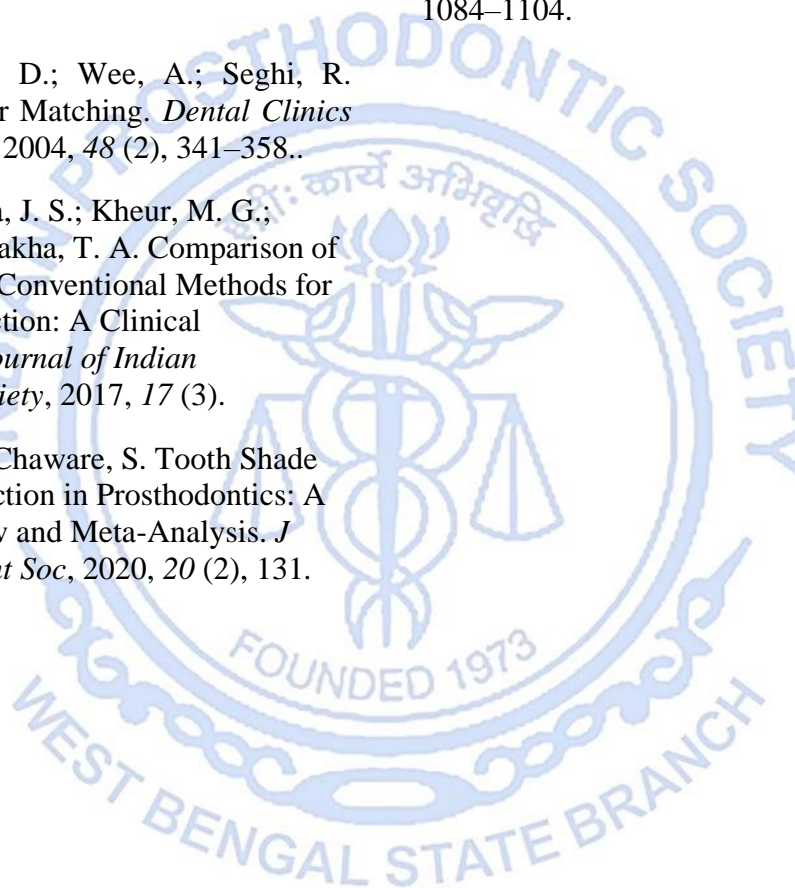 1084–1104.
D.; Wee, A.; Seghi, R.
r Matching. Dental Clinics
2004, 48 (2), 341–358..
a, J. S.; Kheur, M. G.;
akha, T. A. Comparison of
Conventional Methods for
ction: A Clinical
ournal of Indian
iety, 2017, 17 (3).
Chaware, S. Tooth Shade
ction in Prosthodontics: A
w and Meta-Analysis. J
nt Soc, 2020, 20 (2), 131.
PROSTHODONTIC SOCIETY
कार्ये अभिवृद्धि
FOUNDED 1973
WEST BENGAL STATE BRANCH